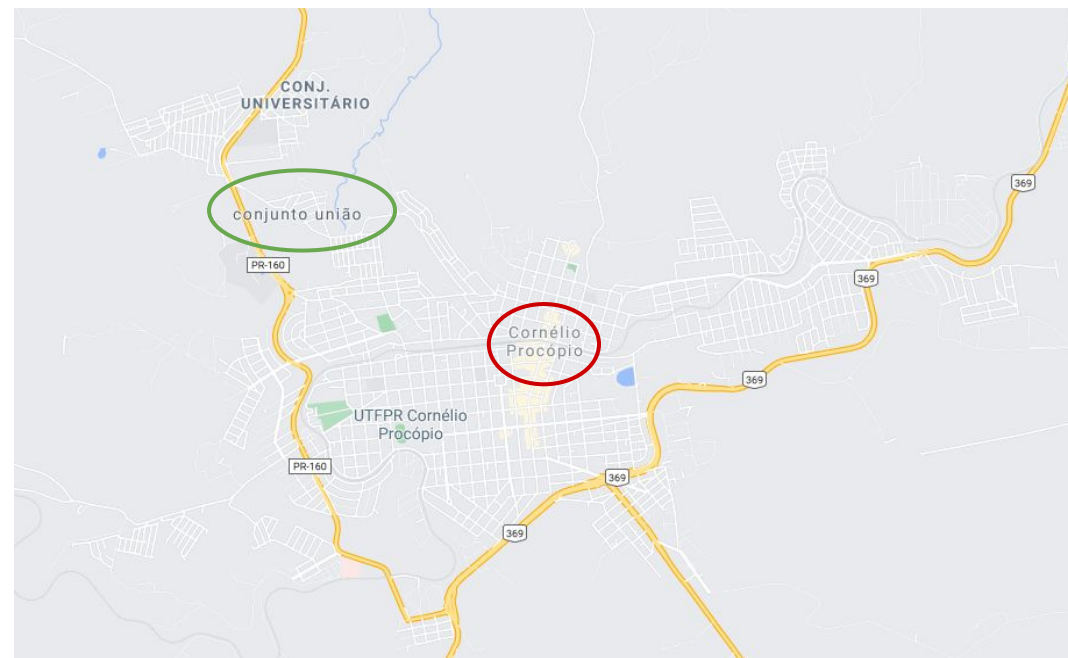 CONJ.
UNIVERSITÁRIO
369
conjunto união
PR-160
369
Cornélio
Procópio
369
UTFPR Cornélio
Procópio
PR-160
369
369